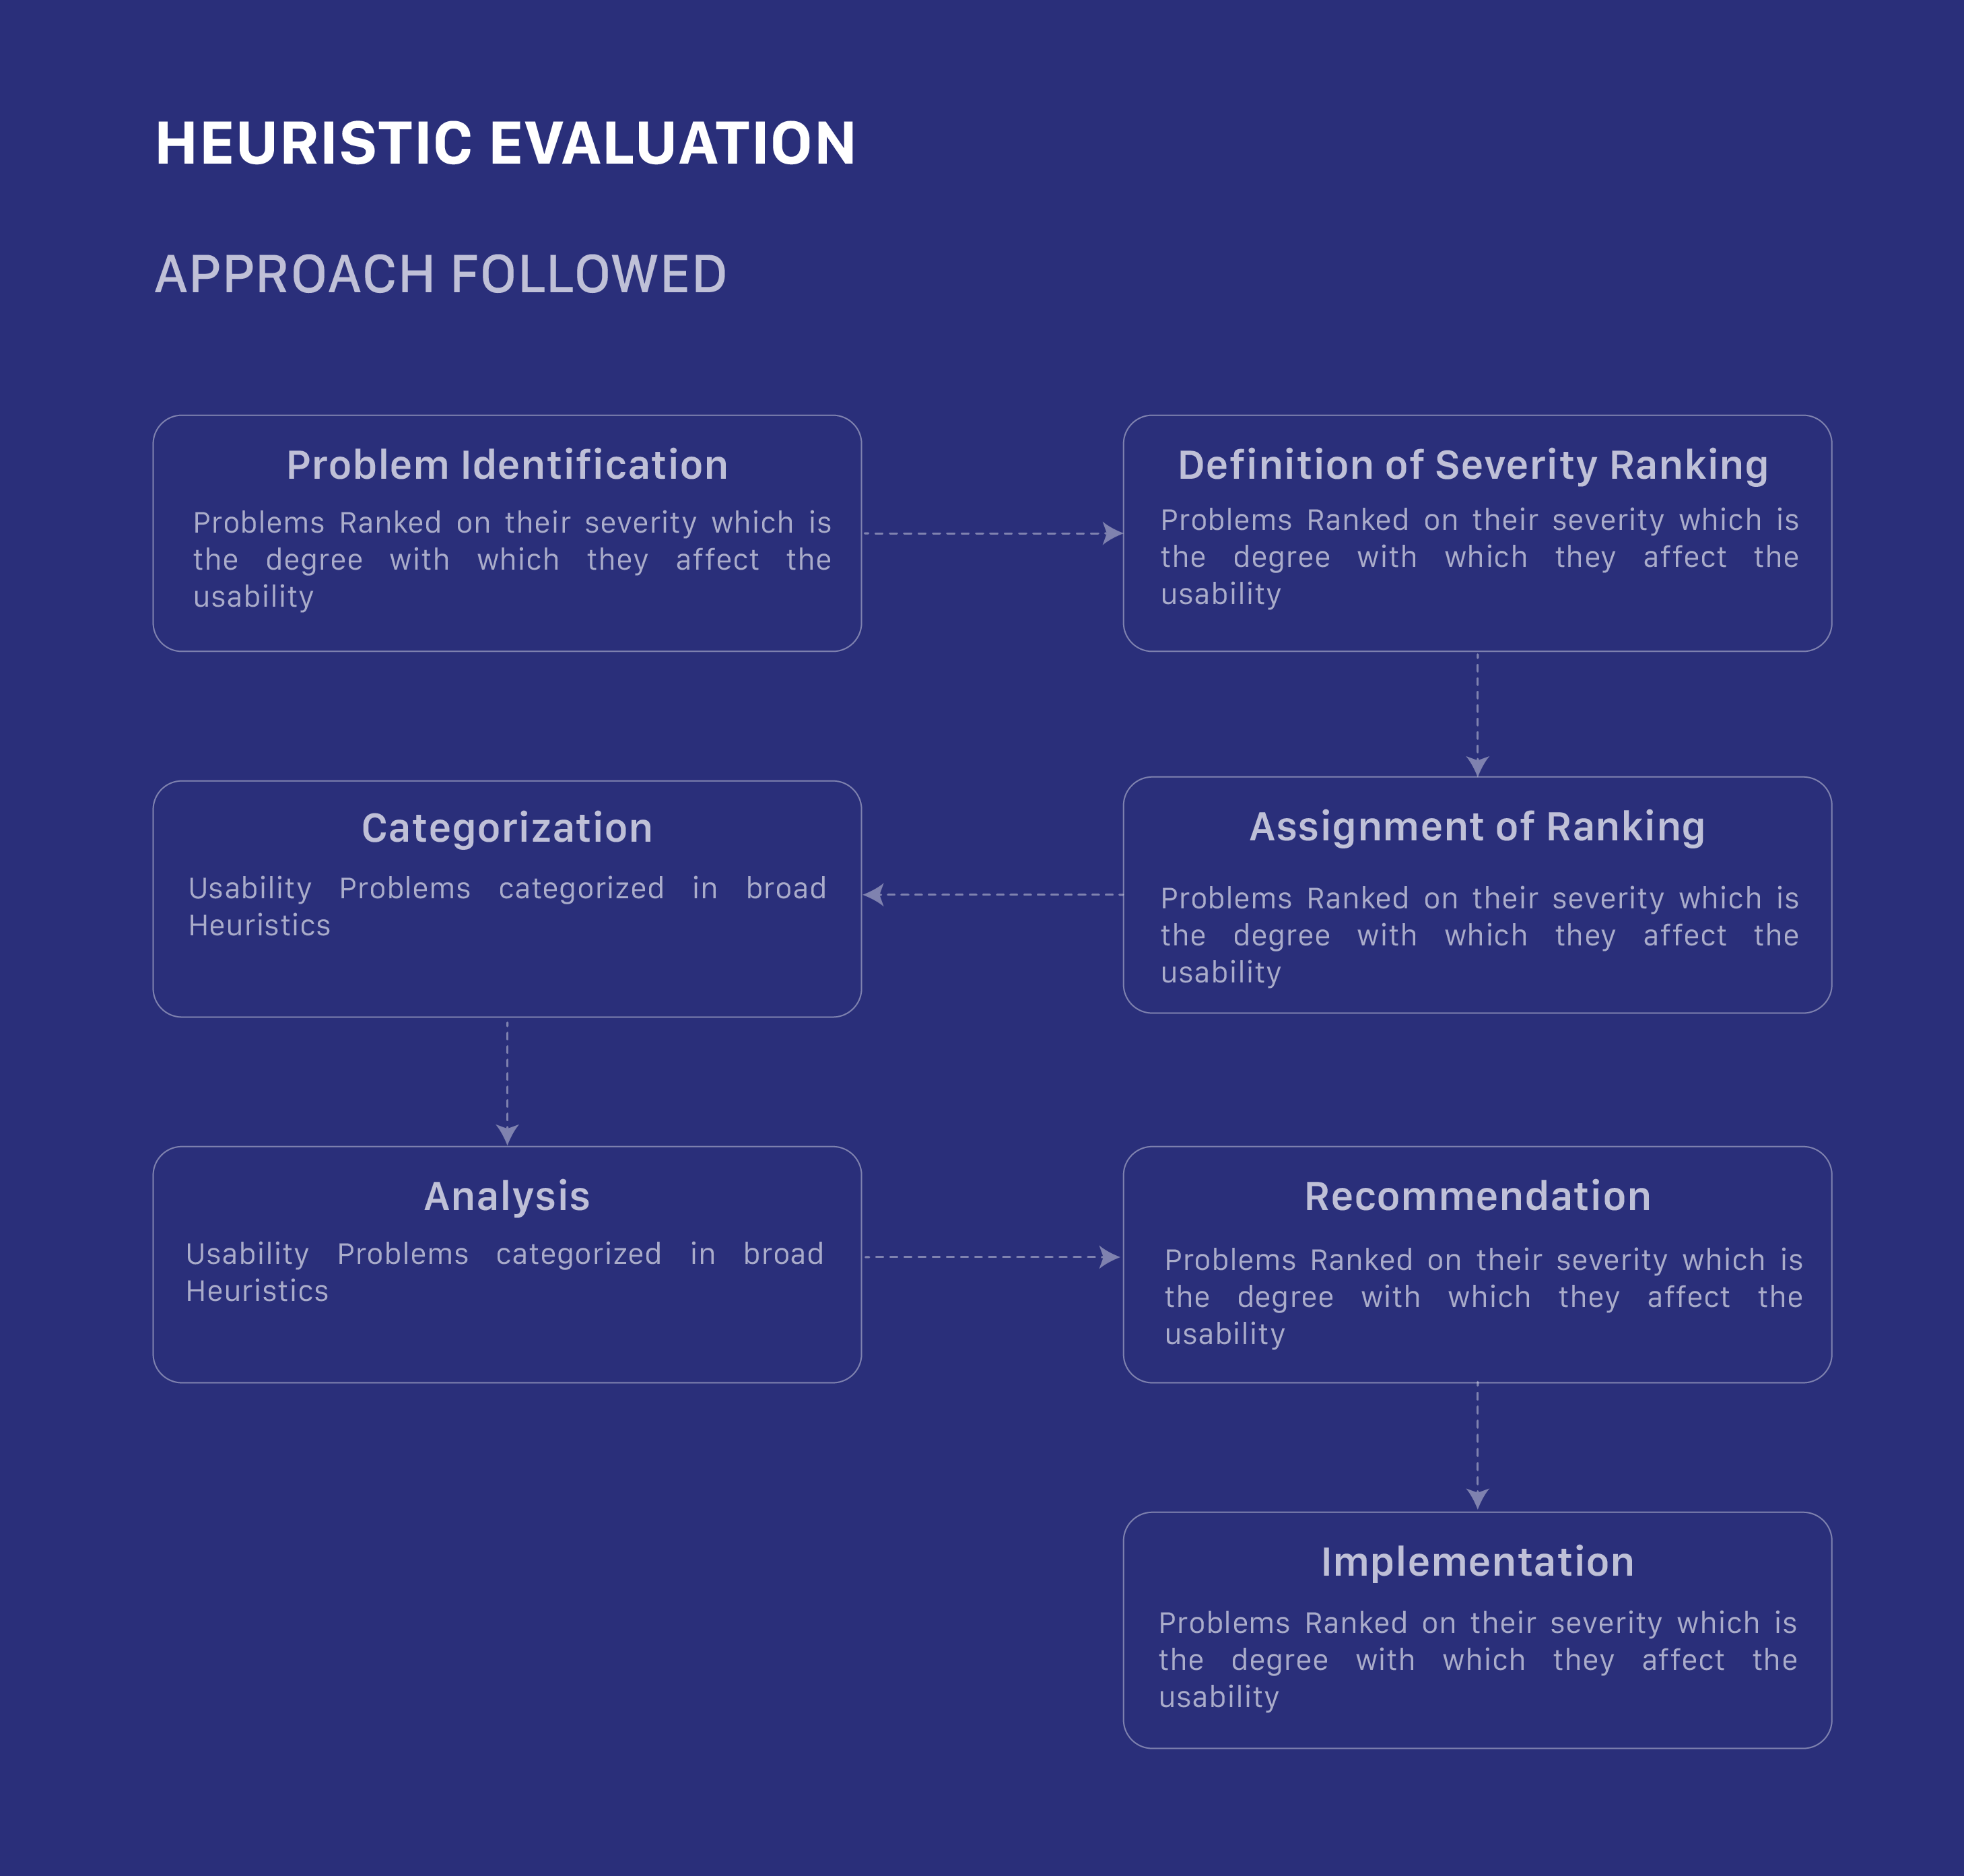 HEURISTIC EVALUATION
APPROACH FOLLOWED
Problem Identification
Problems Ranked on their severity which is
the degree with which they affect the
usability
Definition of Severity Ranking
Problems Ranked on their severity which is
the degree with which they affect the
usability
Assignment of Ranking
Problems Ranked on their severity which is
the degree with which they affect the
usability
Categorization
Usability Problems categorized in broad
Heuristics
Analysis
Usability Problems categorized in broad
Heuristics
Recommendation
Problems Ranked on their severity which is
the degree with which they affect the
usability
Implementation
Problems Ranked on their severity which is
the degree with which they affect the
usability